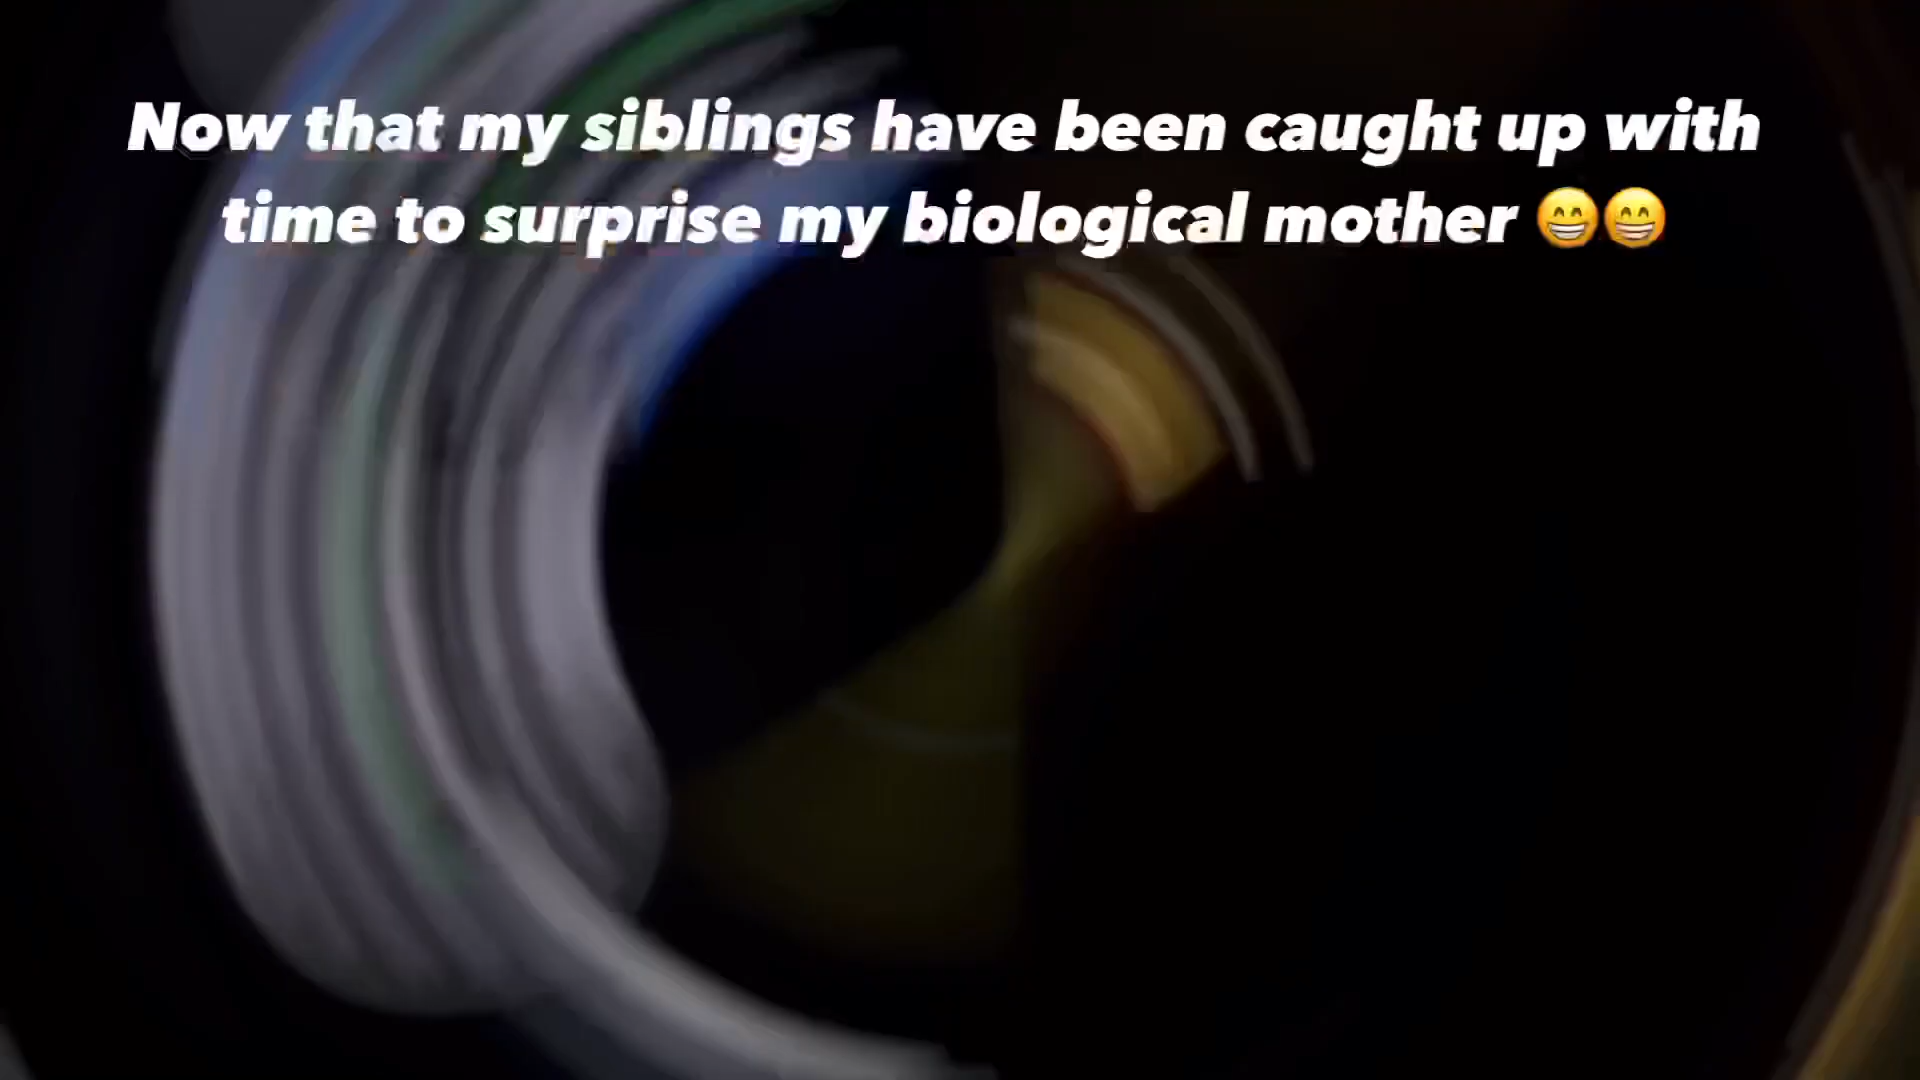 Now that my siblings have been caught up with
time to surprise my biological mother 😁😁